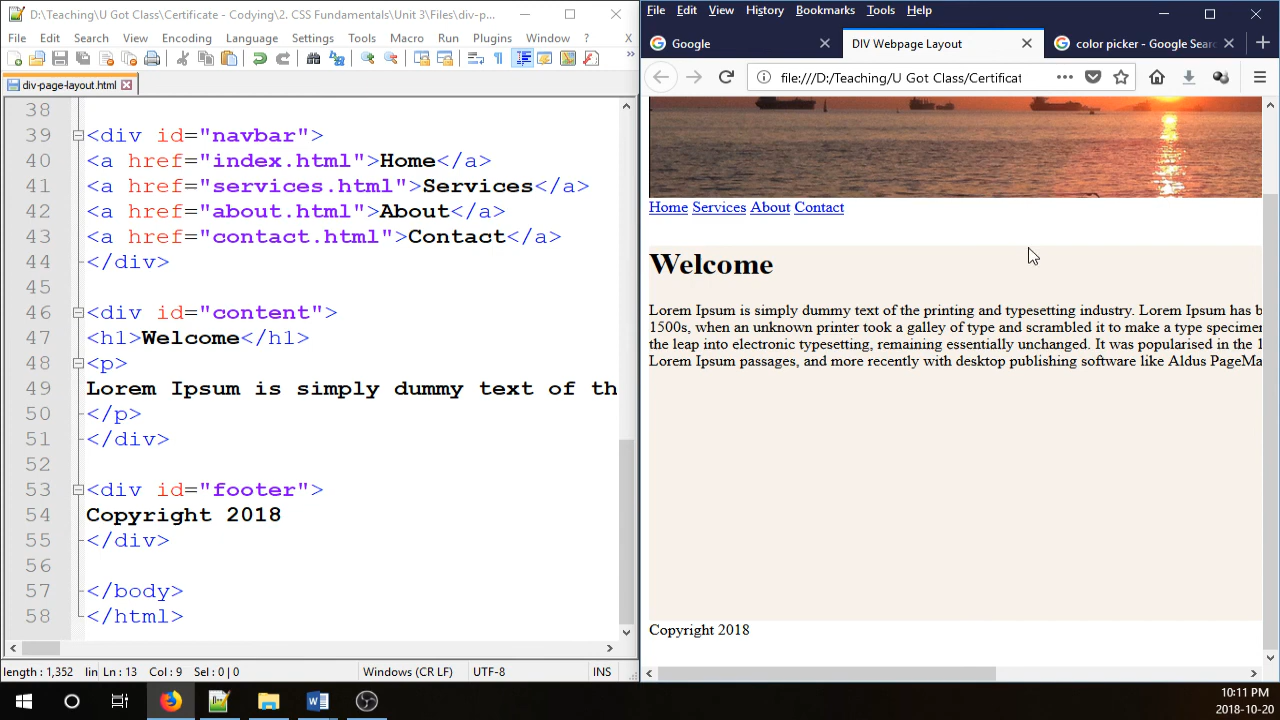 D:\Teaching\U Got Class\Certificate - Codying\2. CSS Fundamentals\Unit 3\Files\div-p...
File Edit Search View Encoding Language Settings Tools Macro Run Plugins Window ? X
div-page-layout.html
38
39 <div id="navbar">
40 <a href="index.html">Home</a>
41 <a href="services.html">Services</a>
42 <a href="about.html">About</a>
43 <a href="contact.html">Contact</a>
44 </div>
45
46 <div id="content">
47 <h1>Welcome</h1>
48 <p>
49 Lorem Ipsum is simply dummy text of th
50 </p>
51 </div>
52
53 <div id="footer">
54 Copyright 2018
55 </div>
56
57 </body>
58 </html>
length : 1,352 lin Ln : 13 Col : 9 Sel : 0 | 0 Windows (CR LF) UTF-8 INS
File Edit View History Bookmarks Tools Help
Google
DIV Webpage Layout
color picker - Google Searc
file:///D:/Teaching/U Got Class/Certificat
Home Services About Contact
Welcome
Lorem Ipsum is simply dummy text of the printing and typesetting industry. Lorem Ipsum has b
1500s, when an unknown printer took a galley of type and scrambled it to make a type specimen
the leap into electronic typesetting, remaining essentially unchanged. It was popularised in the 1
Lorem Ipsum passages, and more recently with desktop publishing software like Aldus PageMa
Copyright 2018
10:11 PM
2018-10-20